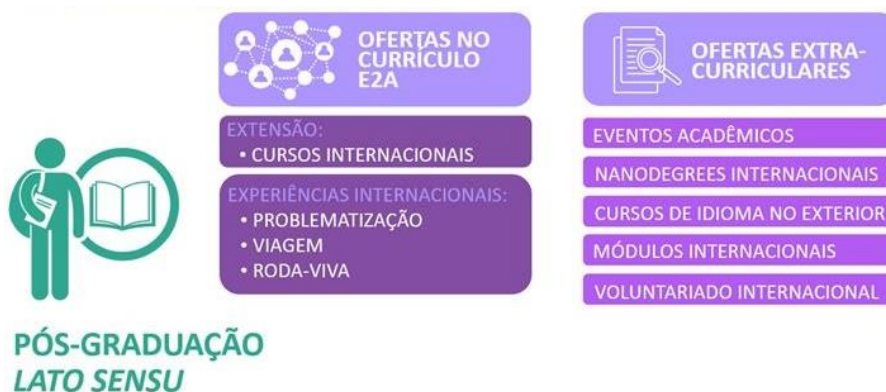 OFERTAS NO
CURRÍCULO
E2A
EXTENSÃO:
• CURSOS INTERNACIONAIS
EXPERIÊNCIAS INTERNACIONAIS:
• PROBLEMATIZAÇÃO
• VIAGEM
• RODA-VIVA
OFERTAS EXTRA-
CURRICULARES
EVENTOS ACADÊMICOS
NANODEGREES INTERNACIONAIS
CURSOS DE IDIOMA NO EXTERIOR
MÓDULOS INTERNACIONAIS
VOLUNTARIADO INTERNACIONAL
PÓS-GRADUAÇÃO
LATO SENSU